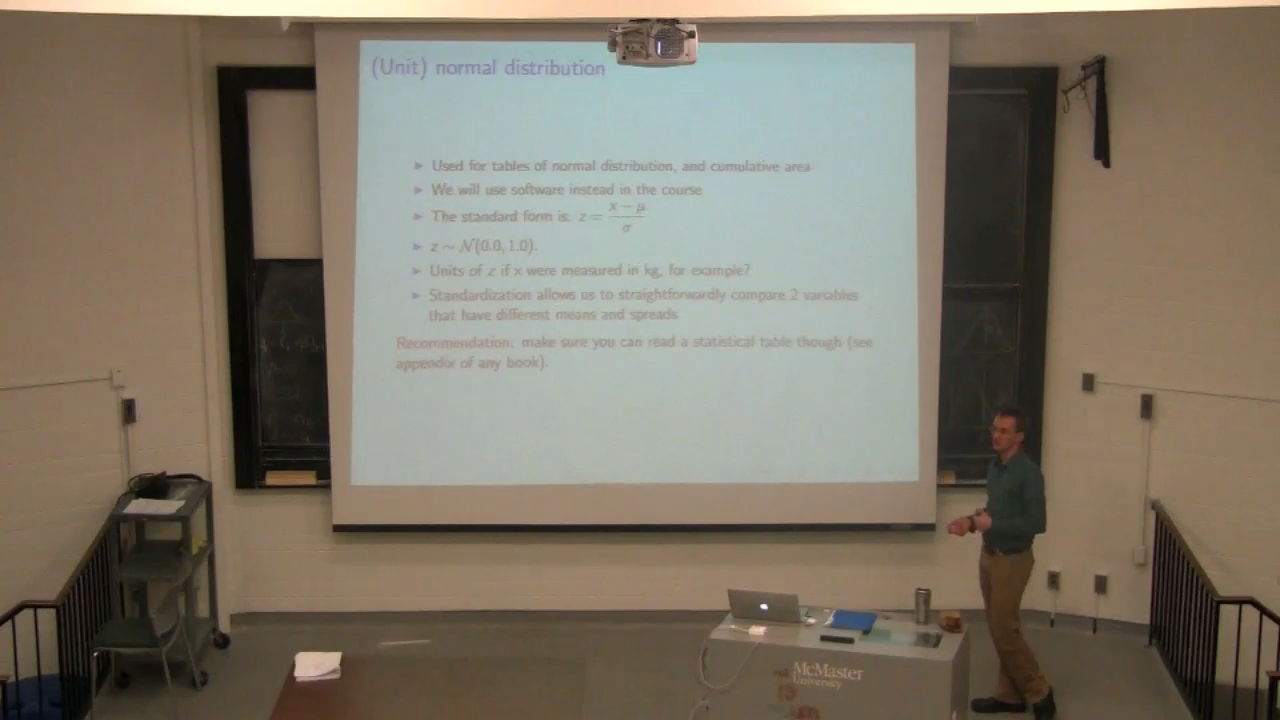 (Unit) normal distribution
► Used for tables of normal distribution, and cumulative area
► We will use software instead in the course
► The standard form is: z = (x − μ)/σ
► z ∼ N(0.0, 1.0).
► Units of z if x were measured in kg, for example?
► Standardization allows us to straightforwardly compare 2 variables
that have different means and spreads
Recommendation: make sure you can read a statistical table though (see
appendix of any book).
McMaster
University